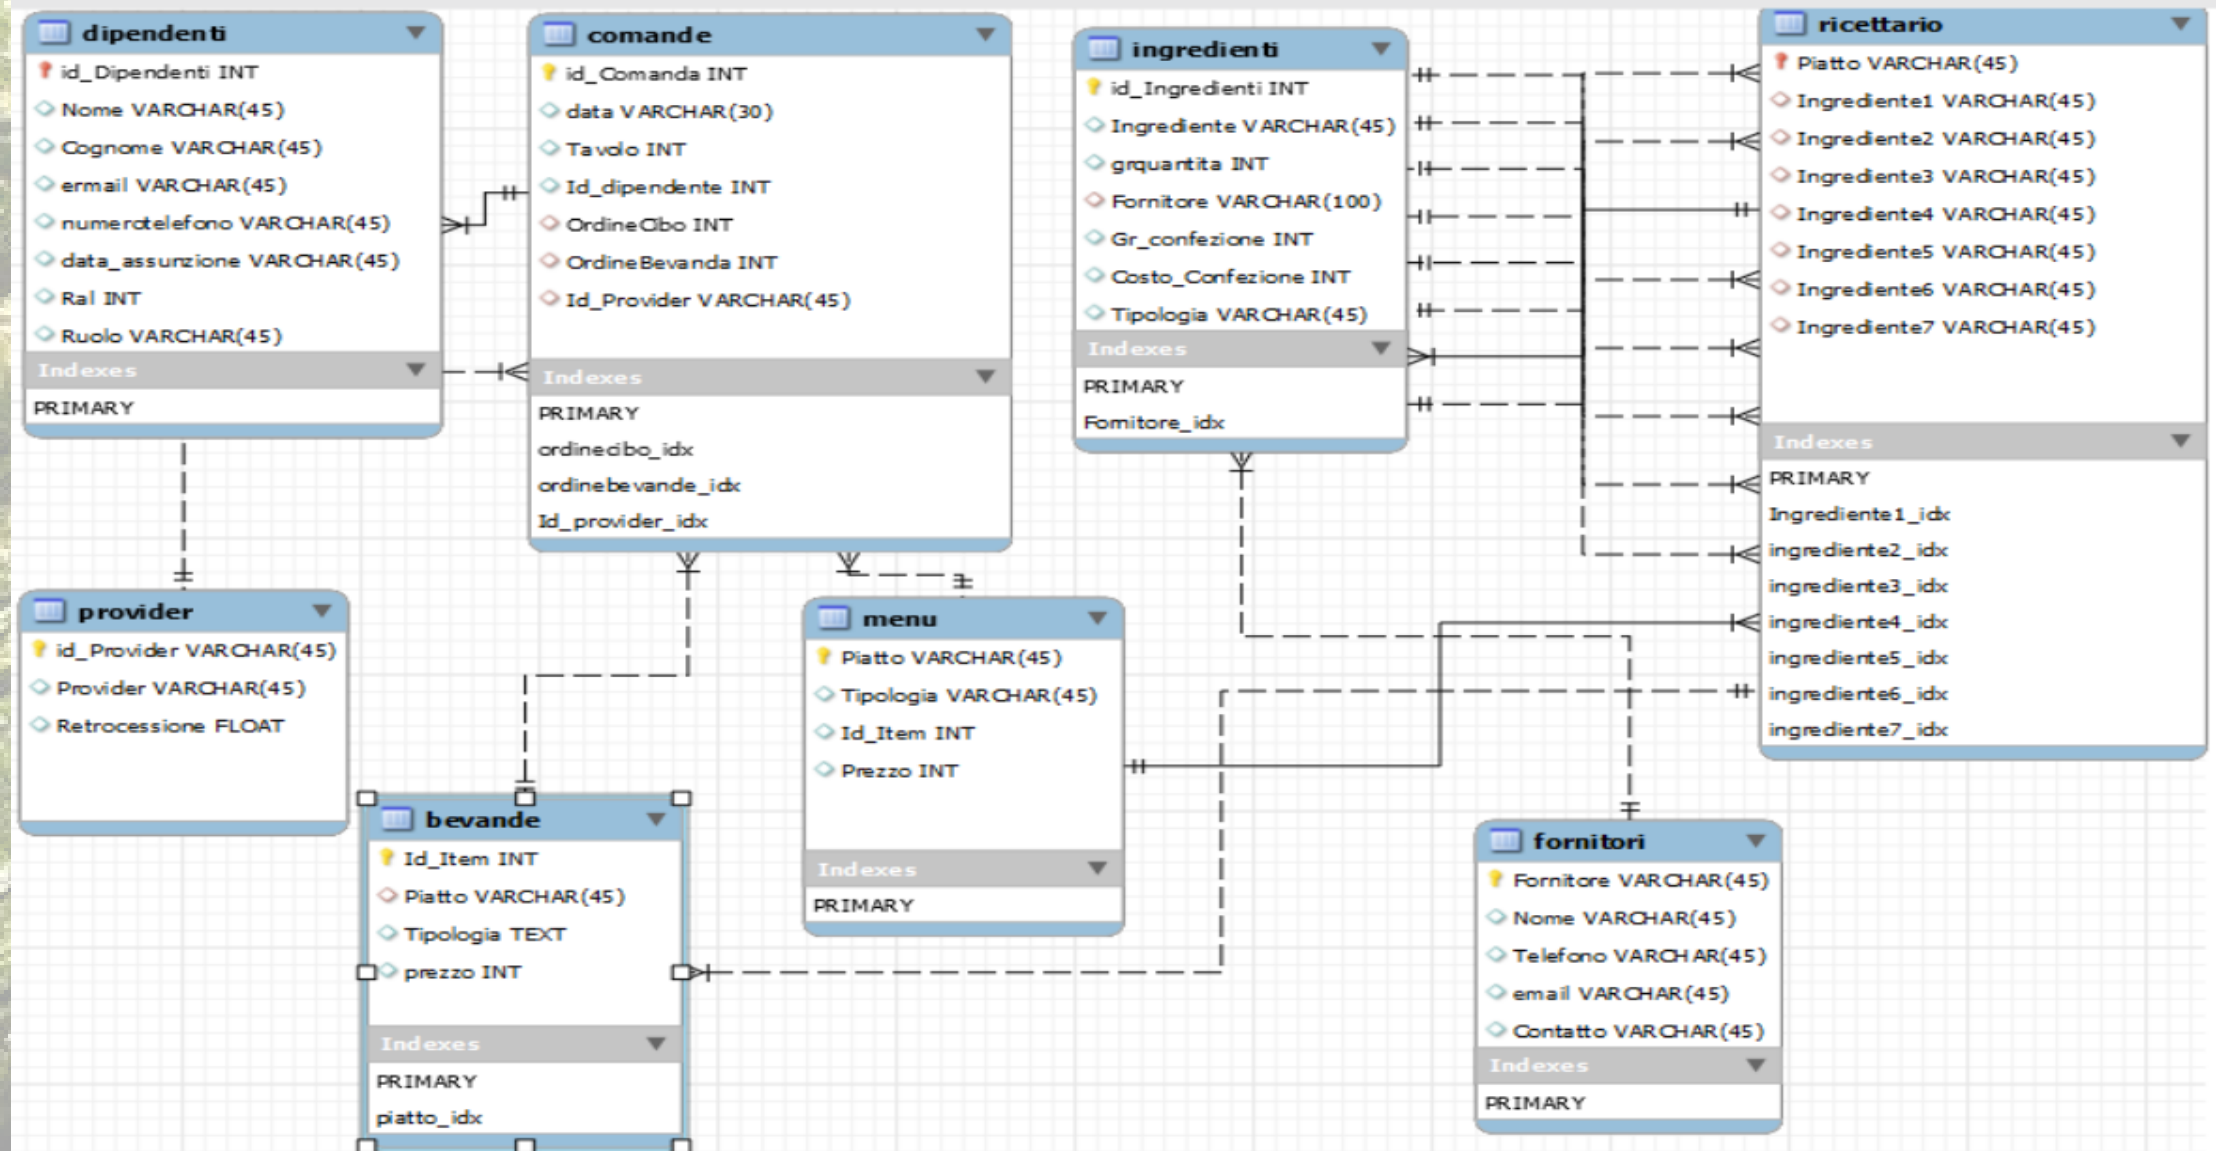 dipendenti
id_Dipendenti INT
Nome VARCHAR(45)
Cognome VARCHAR(45)
ermail VARCHAR(45)
numerotelefono VARCHAR(45)
data_assunzione VARCHAR(45)
Ral INT
Ruolo VARCHAR(45)
Indexes
PRIMARY
comande
id_Comanda INT
data VARCHAR(30)
Tavolo INT
Id_dipendente INT
OrdineCibo INT
OrdineBevanda INT
Id_Provider VARCHAR(45)
Indexes
PRIMARY
ordinecibo_idx
ordinebevande_idx
Id_provider_idx
ingredienti
id_Ingredienti INT
Ingrediente VARCHAR(45)
grquantita INT
Fornitore VARCHAR(100)
Gr_confezione INT
Costo_Confezione INT
Tipologia VARCHAR(45)
Indexes
PRIMARY
Fornitore_idx
ricettario
Piatto VARCHAR(45)
Ingrediente1 VARCHAR(45)
Ingrediente2 VARCHAR(45)
Ingrediente3 VARCHAR(45)
Ingrediente4 VARCHAR(45)
Ingrediente5 VARCHAR(45)
Ingrediente6 VARCHAR(45)
Ingrediente7 VARCHAR(45)
Indexes
PRIMARY
Ingrediente1_idx
ingrediente2_idx
ingrediente3_idx
ingrediente4_idx
ingrediente5_idx
ingrediente6_idx
ingrediente7_idx
provider
id_Provider VARCHAR(45)
Provider VARCHAR(45)
Retrocessione FLOAT
bevande
Id_Item INT
Piatto VARCHAR(45)
Tipologia TEXT
prezzo INT
Indexes
PRIMARY
piatto_idx
menu
Piatto VARCHAR(45)
Tipologia VARCHAR(45)
Id_Item INT
Prezzo INT
Indexes
PRIMARY
fornitori
Fornitore VARCHAR(45)
Nome VARCHAR(45)
Telefono VARCHAR(45)
email VARCHAR(45)
Contatto VARCHAR(45)
Indexes
PRIMARY